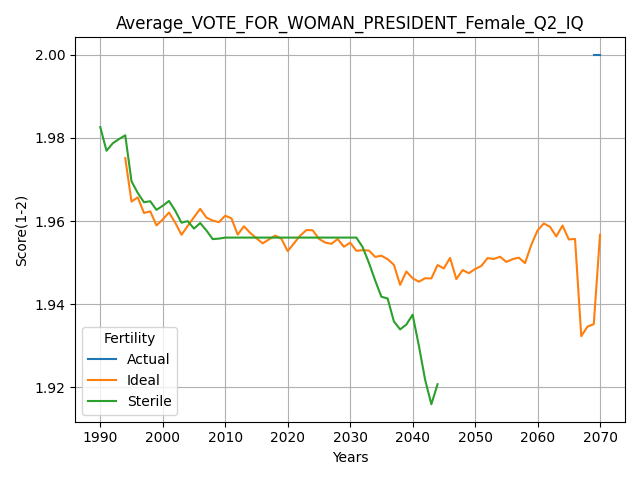 Average_VOTE_FOR_WOMAN_PRESIDENT_Female_Q2_IQ
Score(1-2)
2.00
1.98
1.96
1.94
1.92
Fertility
Actual
Ideal
Sterile
1990 2000 2010 2020 2030 2040 2050 2060 2070
Years